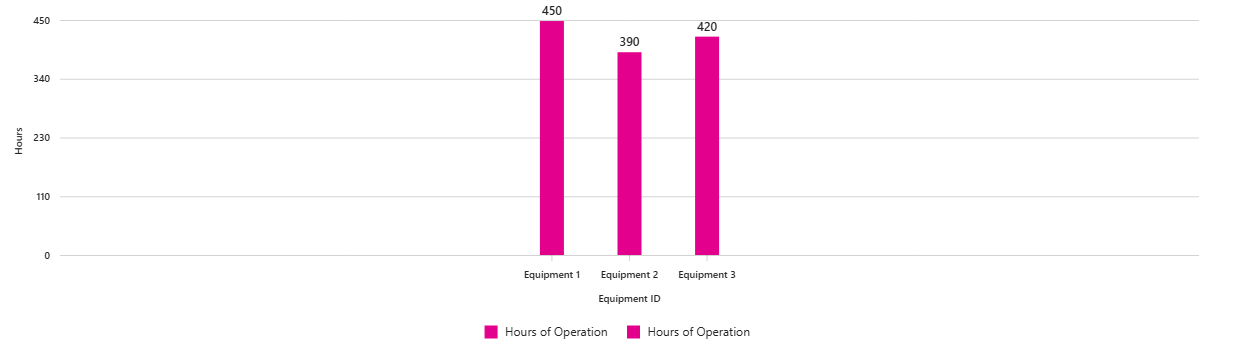 450
450
420
390
340
Hours
230
110
0
Equipment 1 Equipment 2 Equipment 3
Equipment ID
Hours of Operation Hours of Operation